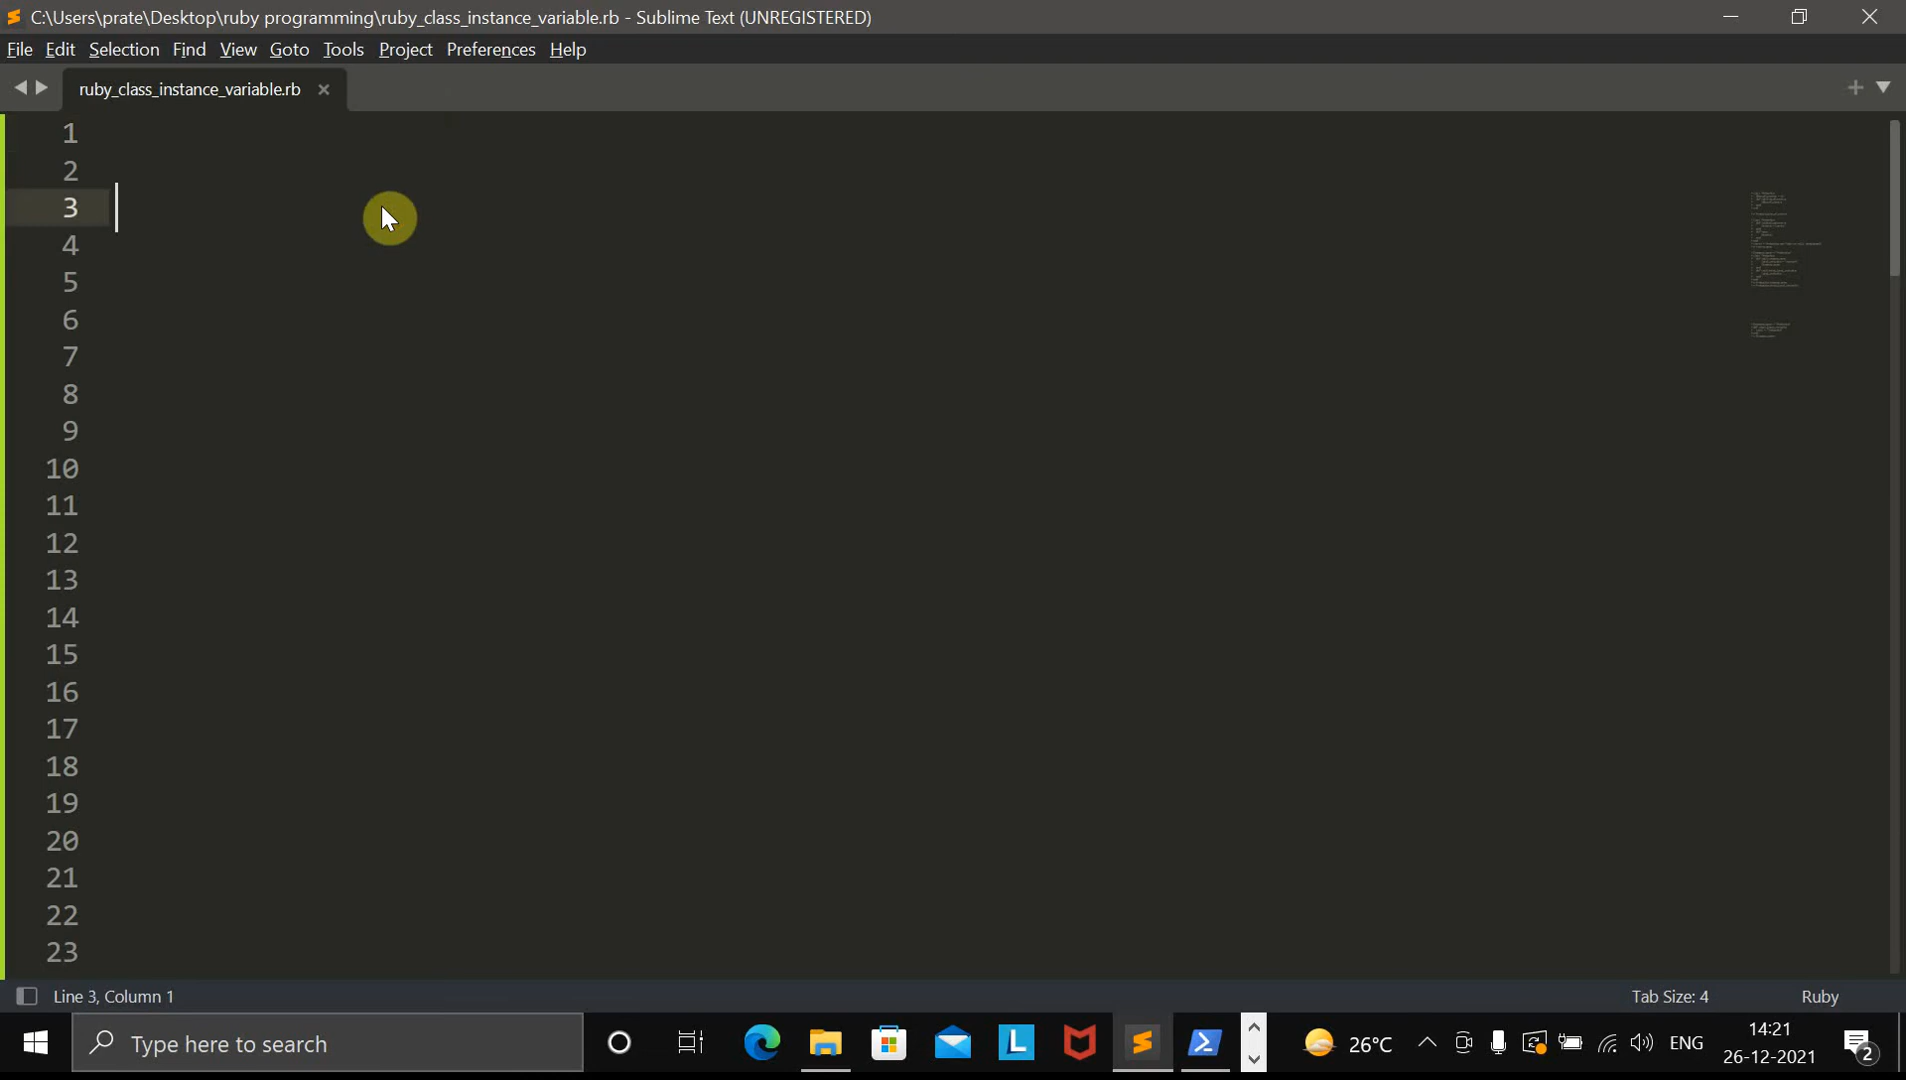 C:\Users\prate\Desktop\ruby programming\ruby_class_instance_variable.rb - Sublime Text (UNREGISTERED)
File Edit Selection Find View Goto Tools Project Preferences Help
ruby_class_instance_variable.rb
1
2
3
4
5
6
7
8
9
10
11
12
13
14
15
16
17
18
19
20
21
22
23
Line 3, Column 1
Tab Size: 4
Ruby
Type here to search
L
26°C
ENG
14:21
26-12-2021
2